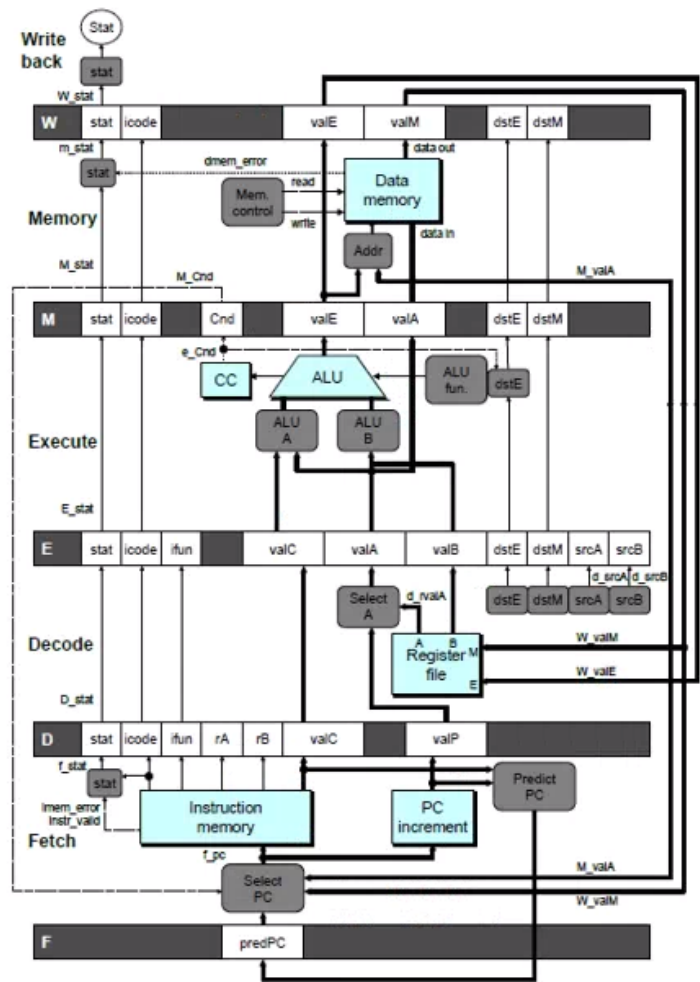 Stat
Write
back
stat
W_stat
W stat icode valE valM dstE dstM
m_stat
data out
dmem_error
stat
read
Mem.
control
write
Data
memory
Memory
data in
Addr
M_stat
M_Cnd
M_valA
M stat icode Cnd valE valA dstE dstM
e_Cnd
CC
ALU
ALU
fun.
dstE
ALU
A
ALU
B
Execute
E_stat
E stat icode ifun valC valA valB dstE dstM srcA srcB
d_srcA d_srcB
Select
A
d_rvalA
dstE dstM srcA srcB
A B
Register
file
M
E
W_valM
W_valE
Decode
D_stat
D stat icode ifun rA rB valC valP
f_stat
stat
Imem_error
Instr_valid
Instruction
memory
PC
increment
Predict
PC
Fetch
f_pc
Select
PC
M_valA
W_valM
F predPC